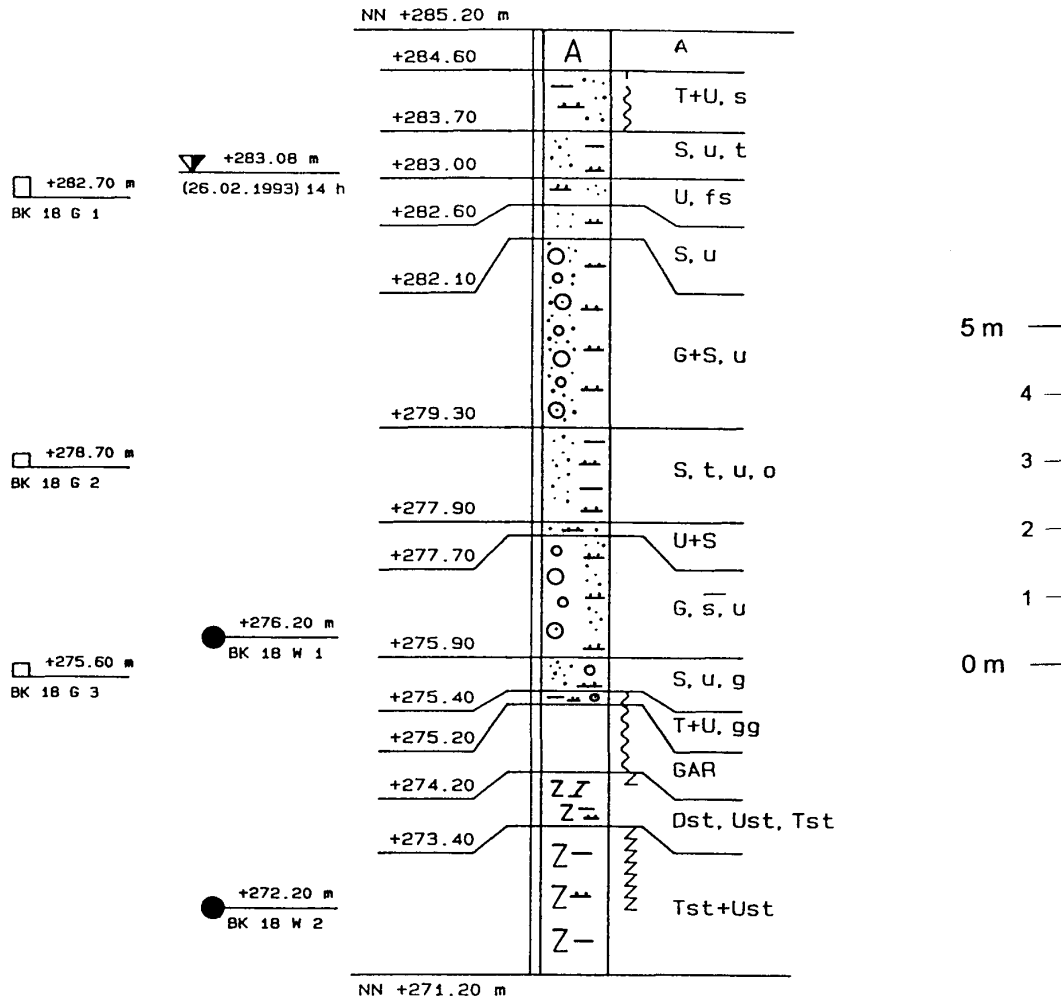 NN +285.20 m
A
A
+284.60
T+U, s
+283.70
S, u, t
+283.08 m
(26.02.1993) 14 h
+283.00
+282.70 m
BK 18 G 1
U, fs
+282.60
S, u
+282.10
5 m
G+S, u
4
+279.30
+278.70 m
BK 18 G 2
3
S, t, u, o
+277.90
2
U+S
+277.70
1
G, s̅, u
+276.20 m
BK 18 W 1
+275.90
0 m
+275.60 m
BK 18 G 3
S, u, g
+275.40
T+U, gg
+275.20
GAR
+274.20
Z I
Z
Dst, Ust, Tst
+273.40
Z
+272.20 m
BK 18 W 2
Z
Tst+Ust
Z
NN +271.20 m